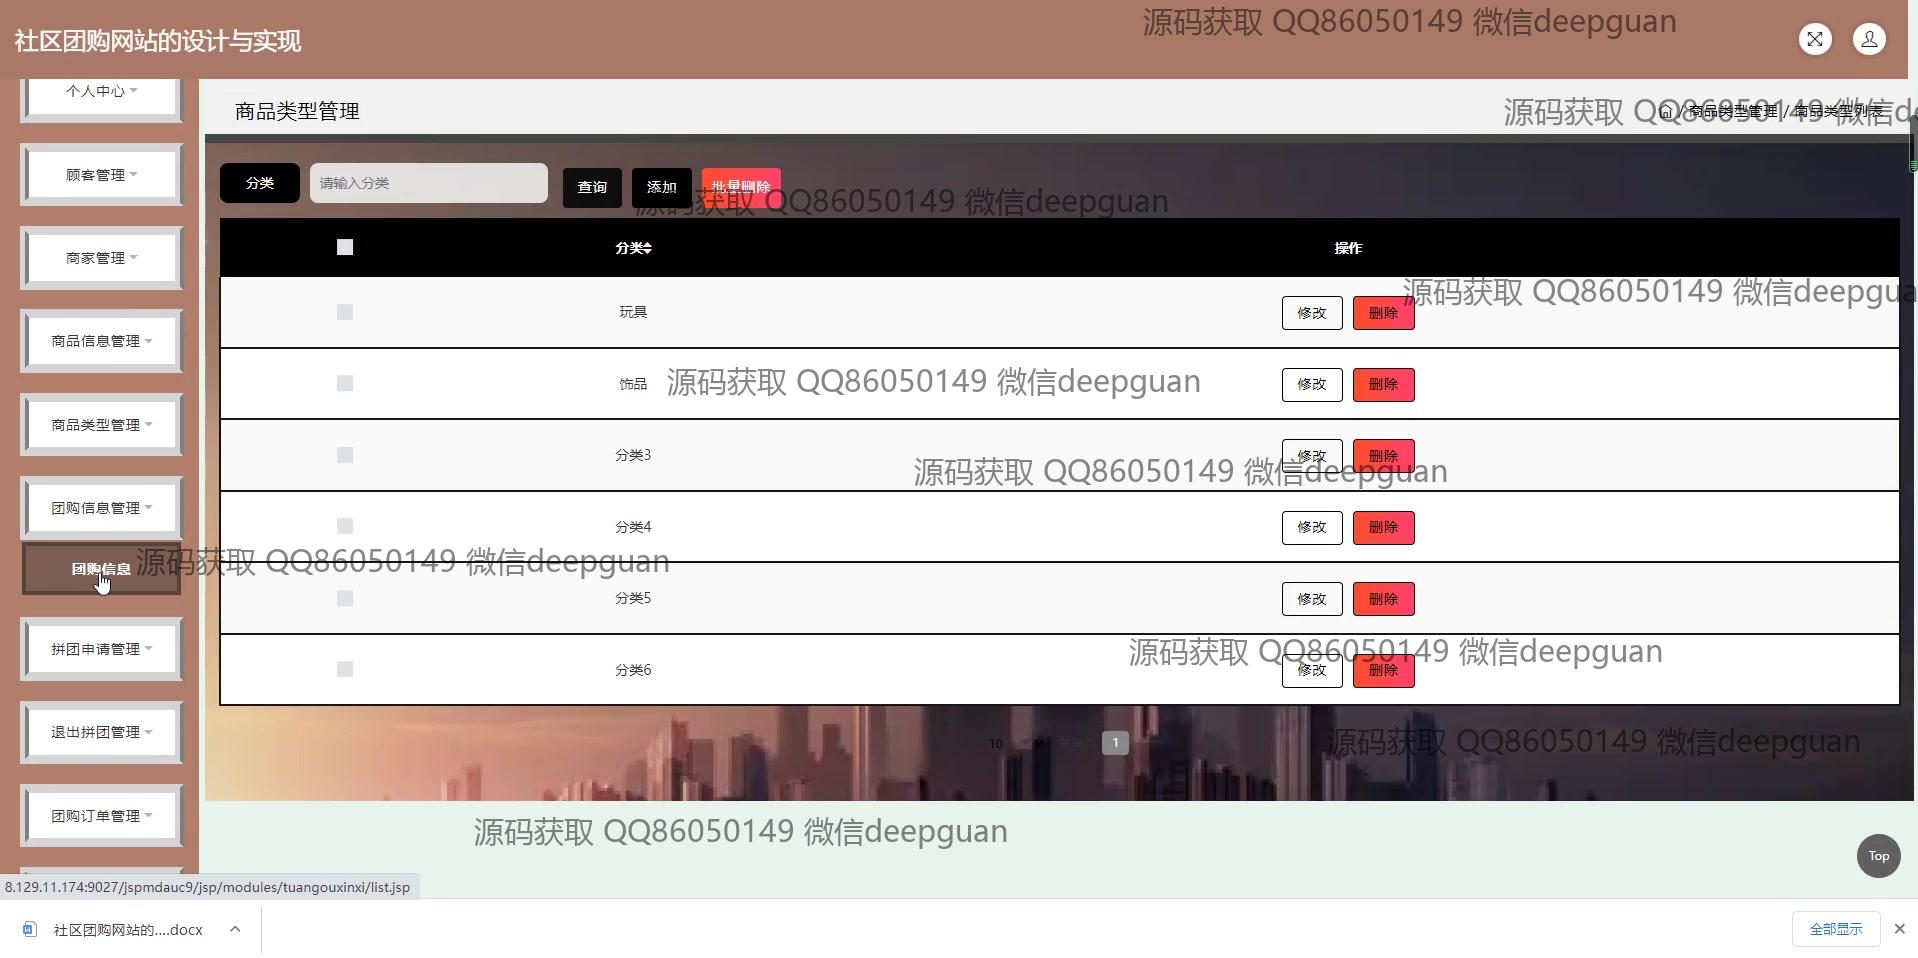 源码获取 QQ86050149 微信deepguan
社区团购网站的设计与实现
个人中心
顾客管理
商家管理
商品信息管理
商品类型管理
团购信息管理
团购信息
拼团申请管理
退出拼团管理
团购订单管理
商品类型管理
/ 商品类型管理 / 商品类型列表
源码获取 QQ86050149 微信de
分类 请输入分类 查询 添加 批量删除
源码获取 QQ86050149 微信deepguan
分类 操作
源码获取 QQ86050149 微信deepgua
玩具 修改 删除
饰品 修改 删除
源码获取 QQ86050149 微信deepguan
分类3 修改 删除
源码获取 QQ86050149 微信deepguan
分类4 修改 删除
源码获取 QQ86050149 微信deepguan
分类5 修改 删除
源码获取 QQ86050149 微信deepguan
分类6 修改 删除
10 1
源码获取 QQ86050149 微信deepguan
源码获取 QQ86050149 微信deepguan
Top
8.129.11.174:9027/jspmdauc9/jsp/modules/tuangouxinxi/list.jsp
社区团购网站的....docx
全部显示